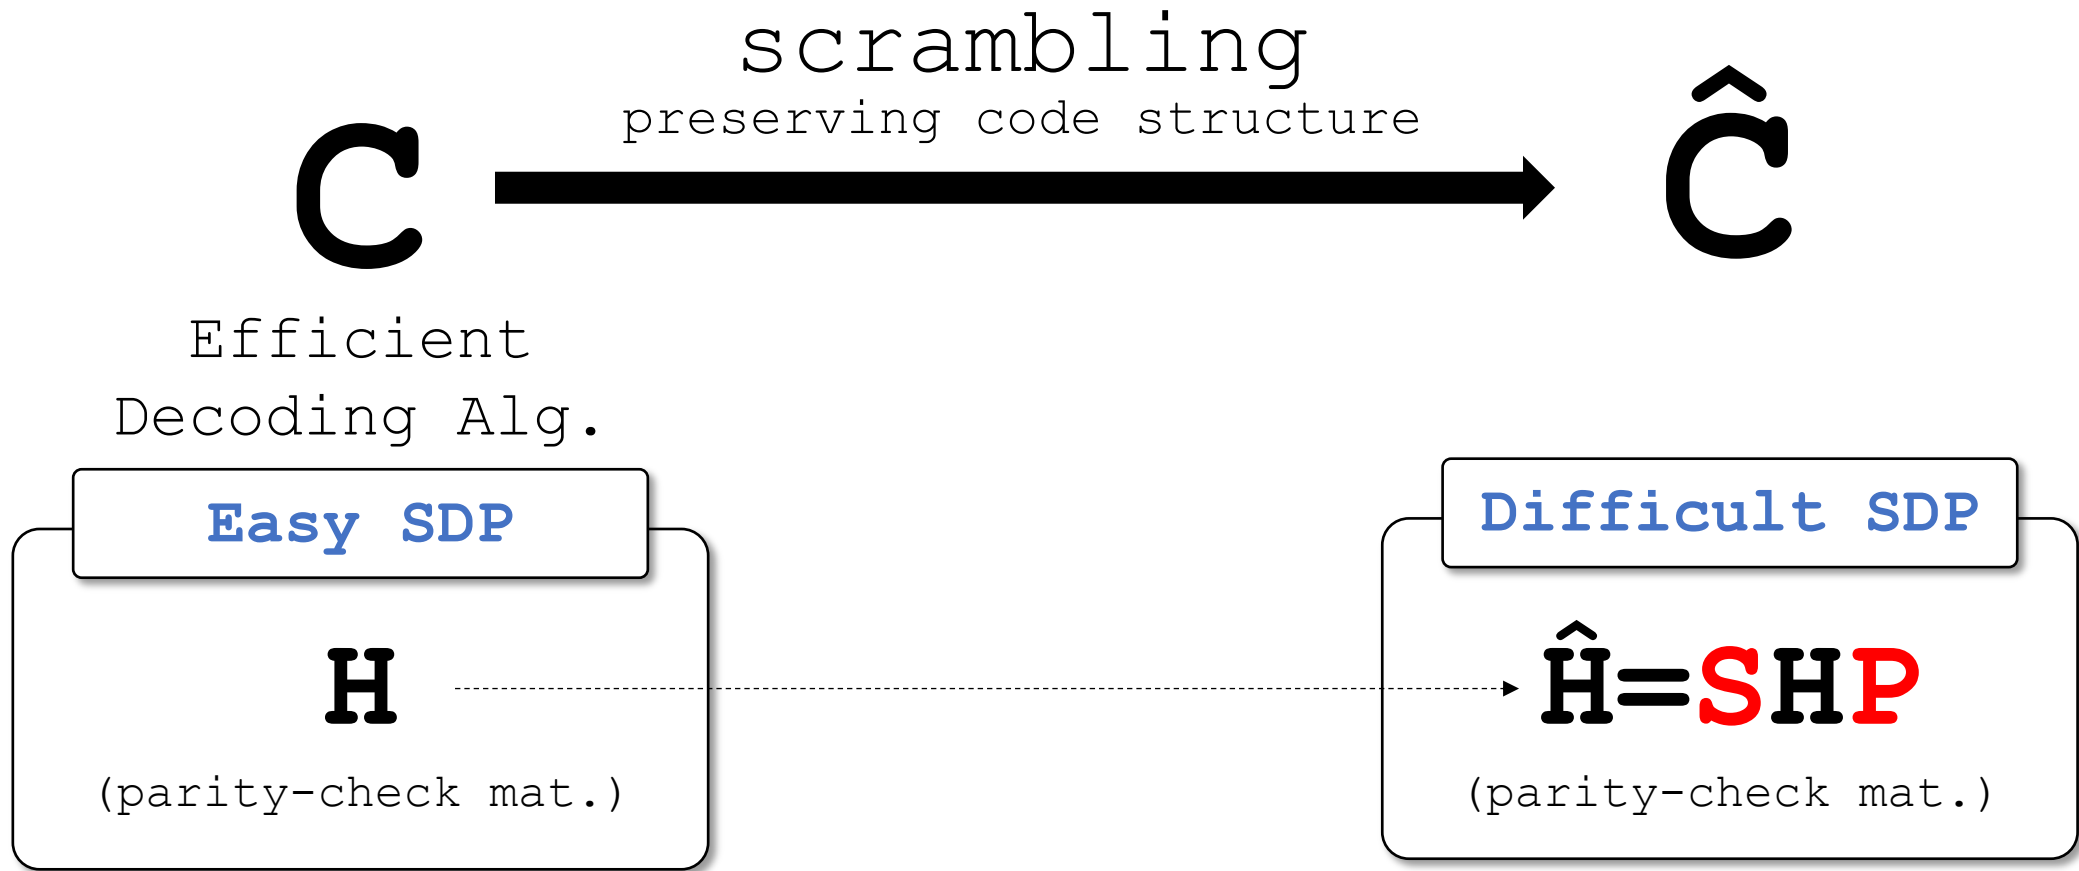 scrambling
preserving code structure
C
Ĉ
Efficient
Decoding Alg.
Easy SDP
H
(parity-check mat.)
Difficult SDP
Ĥ=SHP
(parity-check mat.)